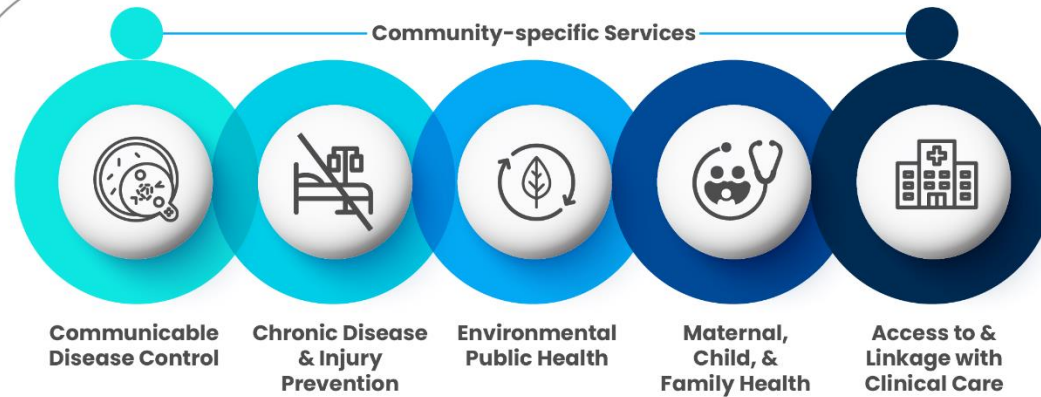 Community-specific Services
Communicable
Disease Control
Chronic Disease
& Injury
Prevention
Environmental
Public Health
Maternal,
Child, &
Family Health
Access to &
Linkage with
Clinical Care